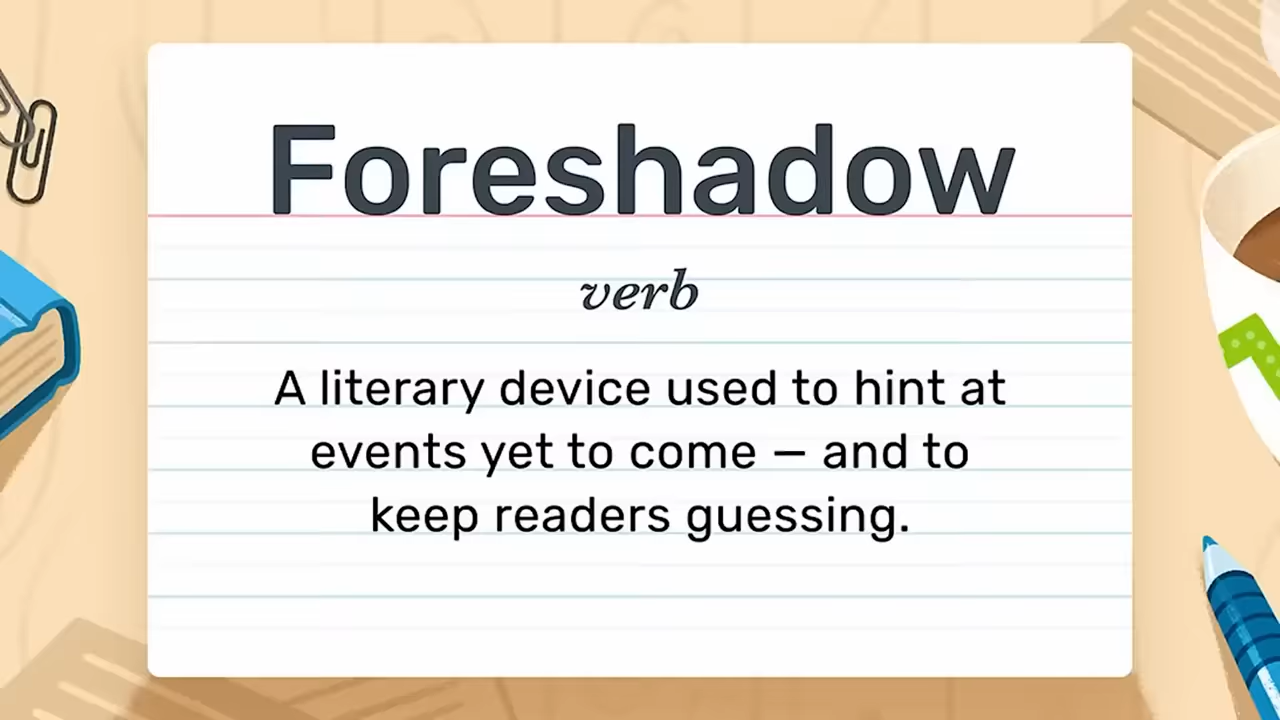 Foreshadow
verb
A literary device used to hint at
events yet to come — and to
keep readers guessing.